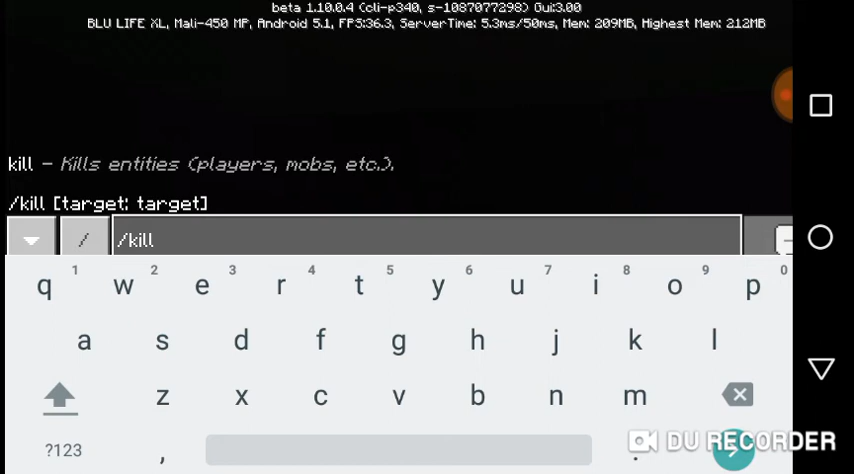 beta 1.10.0.4 (cli-p340, s-1087077298) Gui:3.00
BLU LIFE XL, Mali-450 MP, Android 5.1, FPS:36.3, ServerTime: 5.3ms/50ms, Mem: 209MB, Highest Mem: 212MB
kill - Kills entities (players, mobs, etc.).
/kill [target: target]
/ /kill
1 2 3 4 5 6 7 8 9 0
q w e r t y u i o p
a s d f g h j k l
z x c v b n m
?123 , .
DU RECORDER